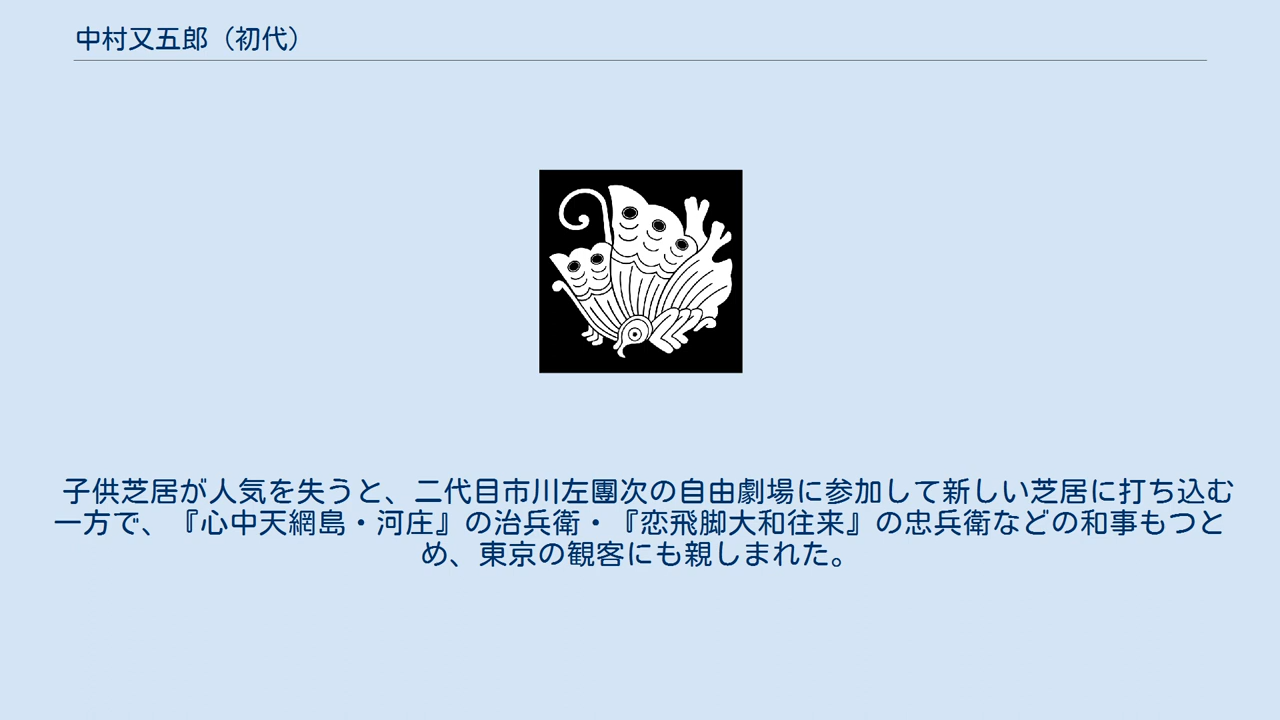 中村又五郎（初代）
子供芝居が人気を失うと、二代目市川左團次の自由劇場に参加して新しい芝居に打ち込む
一方で、『心中天網島・河庄』の治兵衛・『恋飛脚大和往来』の忠兵衛などの和事もつと
め、東京の観客にも親しまれた。